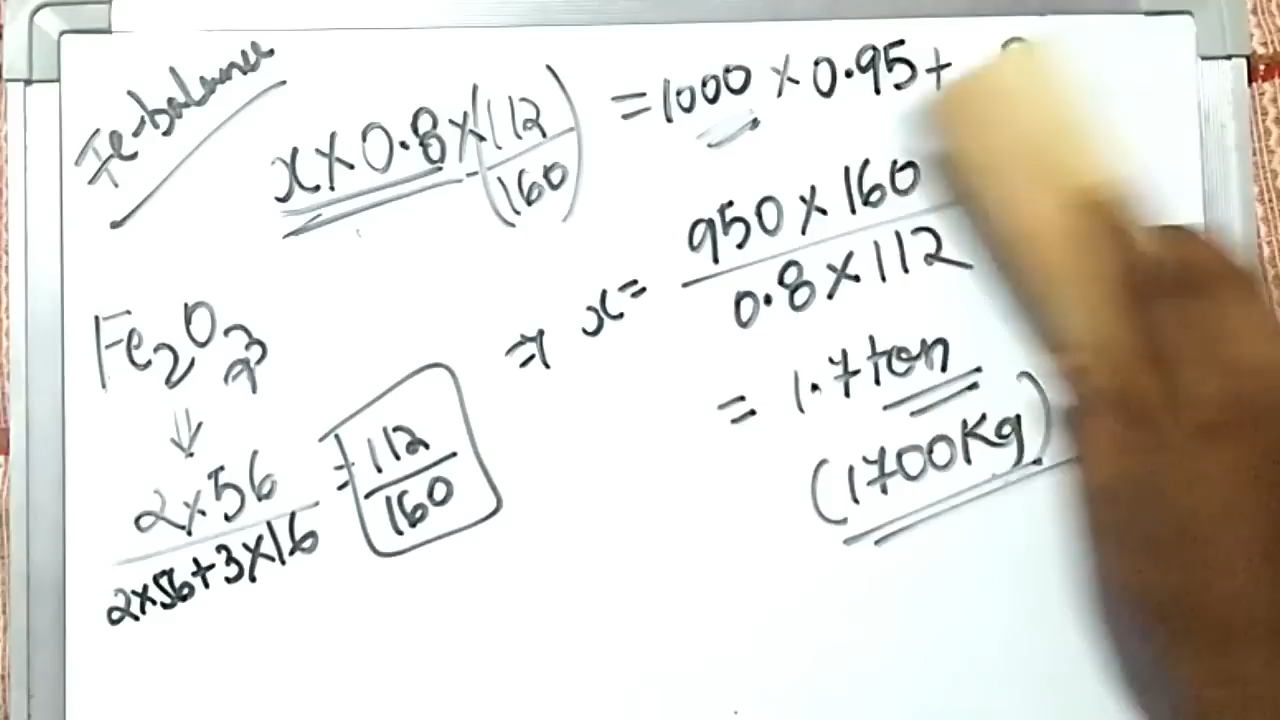 Fe-balance
x × 0.8 × (112/160) = 1000 × 0.95 +
⇒ x = 950 × 160 / 0.8 × 112
= 1.7 ton
(1700 Kg)
Fe₂O₃
⇓
2×56 / 2×56+3×16 = 112/160